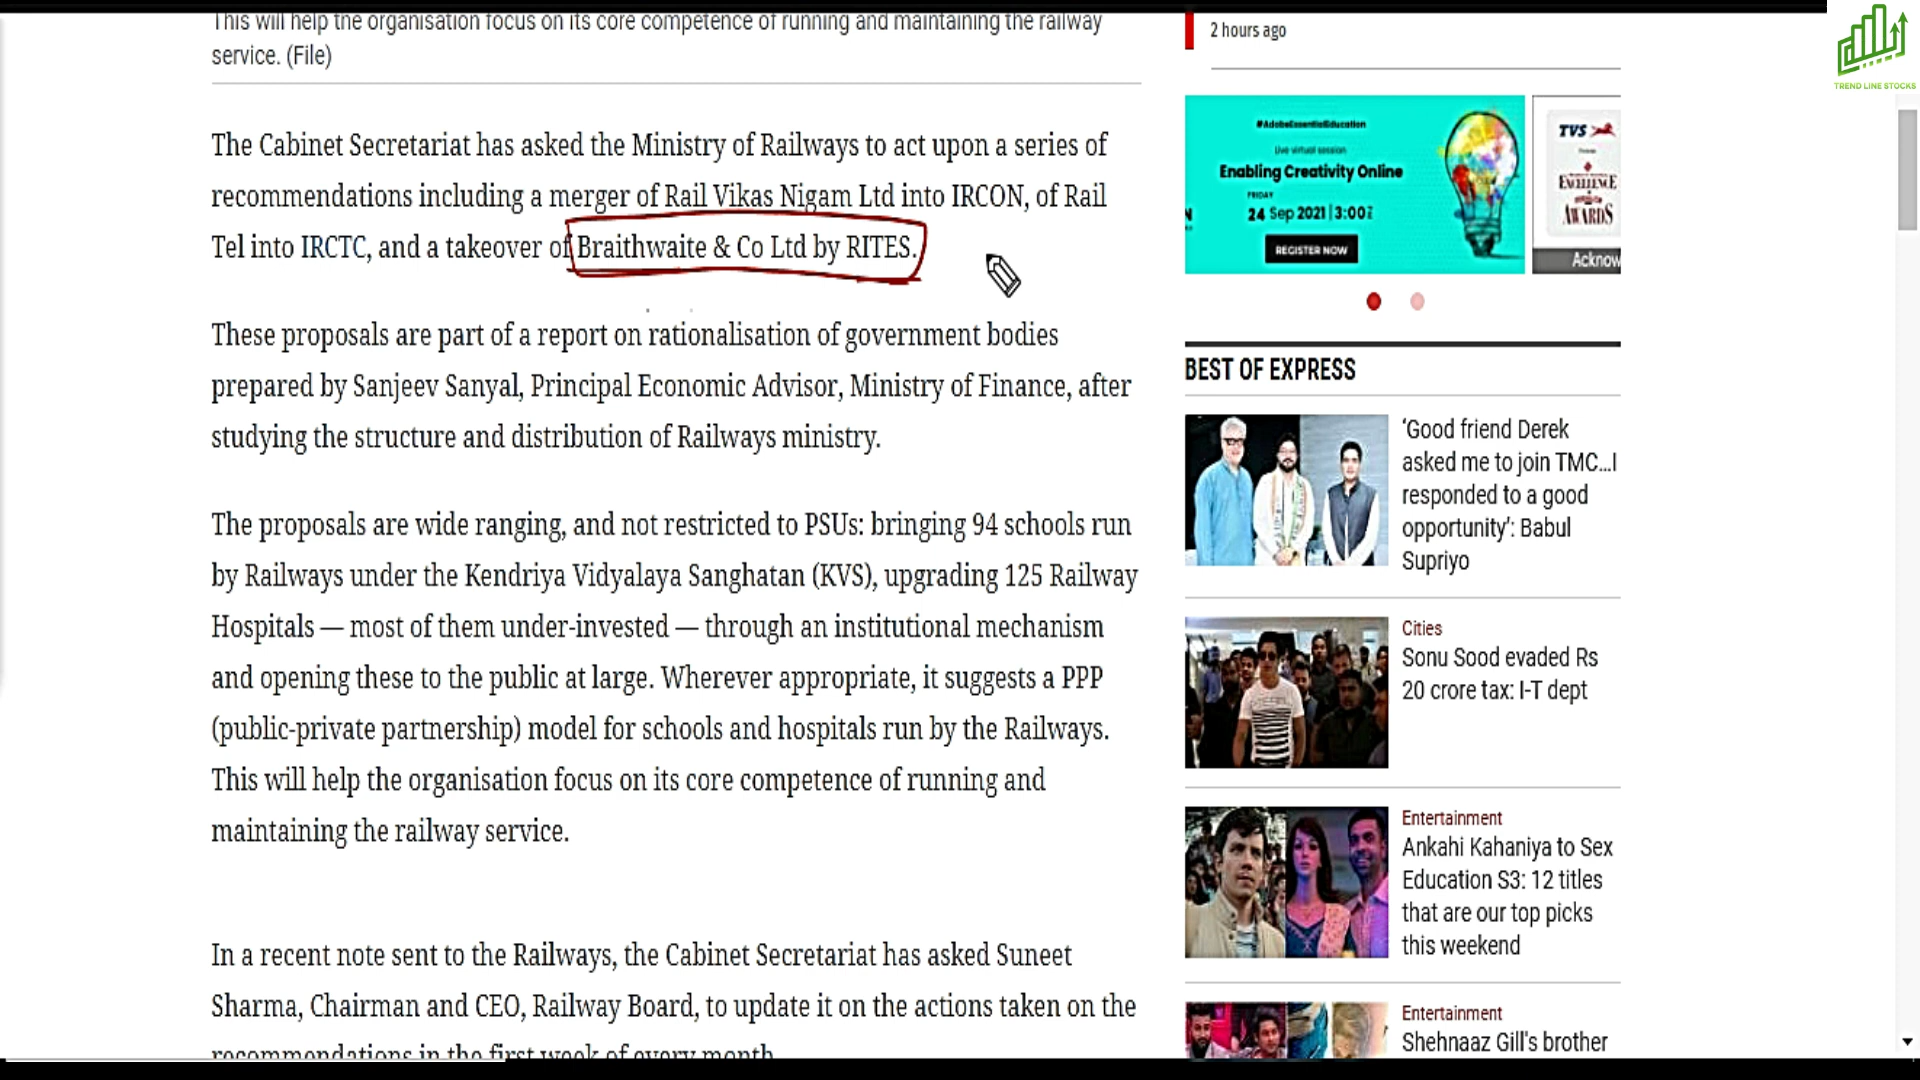 This will help the organisation focus on its core competence of running and maintaining the railway
service. (File)
The Cabinet Secretariat has asked the Ministry of Railways to act upon a series of
recommendations including a merger of Rail Vikas Nigam Ltd into IRCON, of Rail
Tel into IRCTC, and a takeover of Braithwaite & Co Ltd by RITES.
These proposals are part of a report on rationalisation of government bodies
prepared by Sanjeev Sanyal, Principal Economic Advisor, Ministry of Finance, after
studying the structure and distribution of Railways ministry.
The proposals are wide ranging, and not restricted to PSUs: bringing 94 schools run
by Railways under the Kendriya Vidyalaya Sanghatan (KVS), upgrading 125 Railway
Hospitals — most of them under-invested — through an institutional mechanism
and opening these to the public at large. Wherever appropriate, it suggests a PPP
(public-private partnership) model for schools and hospitals run by the Railways.
This will help the organisation focus on its core competence of running and
maintaining the railway service.
In a recent note sent to the Railways, the Cabinet Secretariat has asked Suneet
Sharma, Chairman and CEO, Railway Board, to update it on the actions taken on the
recommendations in the first week of every month.
2 hours ago
#AdobeEssentialEducation
Live virtual session
Enabling Creativity Online
FRIDAY
24 Sep 2021 | 3:00
REGISTER NOW
TVS
EXCELLENCE
AWARDS
Acknow
BEST OF EXPRESS
‘Good friend Derek
asked me to join TMC...I
responded to a good
opportunity’: Babul
Supriyo
Cities
Sonu Sood evaded Rs
20 crore tax: I-T dept
Entertainment
Ankahi Kahaniya to Sex
Education S3: 12 titles
that are our top picks
this weekend
Entertainment
Shehnaaz Gill's brother
TREND LINE STOCKS